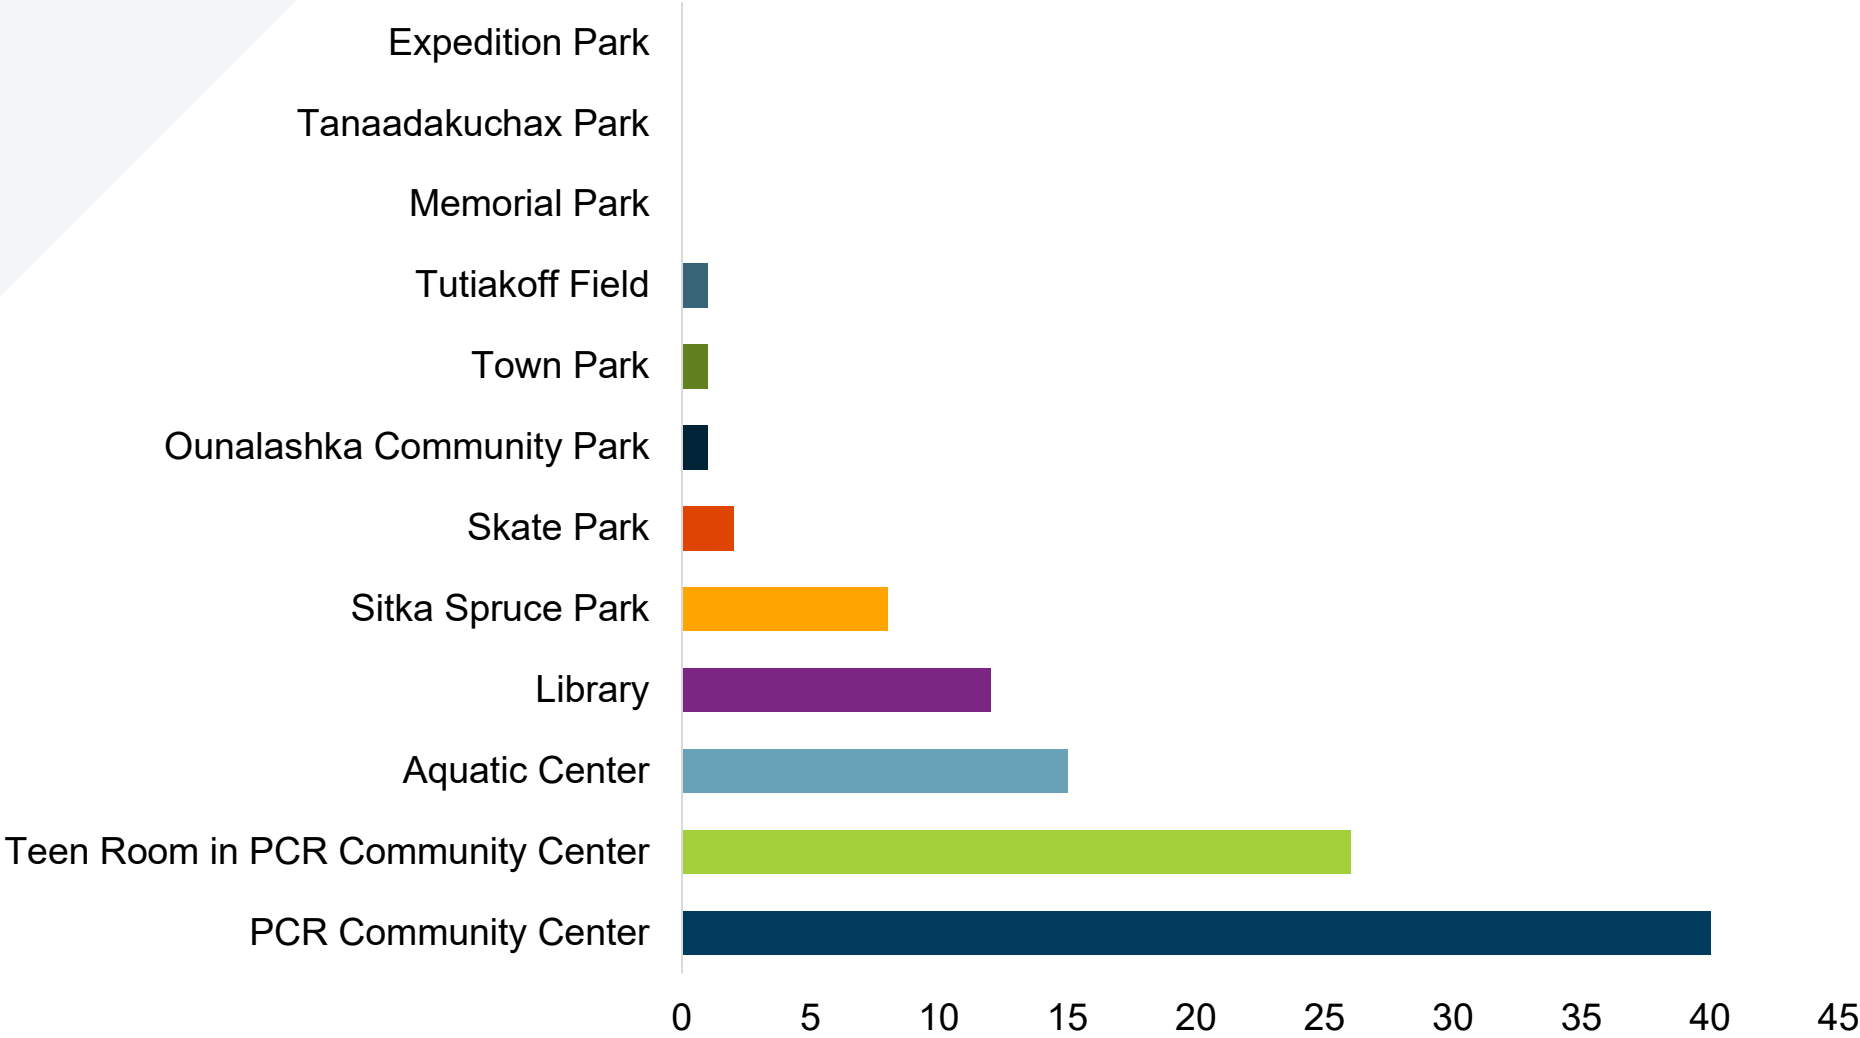 Expedition Park
Tanaadakuchax Park
Memorial Park
Tutiakoff Field
Town Park
Ounalashka Community Park
Skate Park
Sitka Spruce Park
Library
Aquatic Center
Teen Room in PCR Community Center
PCR Community Center
0 5 10 15 20 25 30 35 40 45